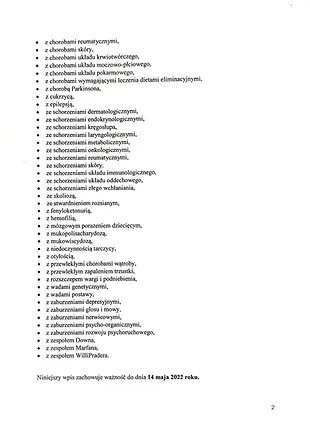 z chorobami reumatycznymi,
z chorobami skóry,
z chorobami układu krwiotwórczego,
z chorobami układu moczowo-płciowego,
z chorobami układu pokarmowego,
z chorobami wymagającymi leczenia dietami eliminacyjnymi,
z chorobą Parkinsona,
z cukrzycą,
z epilepsją,
ze schorzeniami dermatologicznymi,
ze schorzeniami endokrynologicznymi,
ze schorzeniami kręgosłupa,
ze schorzeniami laryngologicznymi,
ze schorzeniami metabolicznymi,
ze schorzeniami onkologicznymi,
ze schorzeniami reumatycznymi,
ze schorzeniami skóry,
ze schorzeniami układu immunologicznego,
ze schorzeniami układu oddechowego,
ze schorzeniami złego wchłaniania,
ze skoliozą,
ze stwardnieniem rozsianym,
z fenyloketonurią,
z hemofilią,
z mózgowym porażeniem dziecięcym,
z mukopolisacharydozą,
z mukowiscydozą,
z niedoczynnością tarczycy,
z otyłością,
z przewlekłymi chorobami wątroby,
z przewlekłym zapaleniem trzustki,
z rozszczepem wargi i podniebienia,
z wadami genetycznymi,
z wadami postawy,
z zaburzeniami depresyjnymi,
z zaburzeniami głosu i mowy,
z zaburzeniami nerwicowymi,
z zaburzeniami psycho-organicznymi,
z zaburzeniami rozwoju psychoruchowego,
z zespołem Downa,
z zespołem Marfana,
z zespołem WilliPradera.
Niniejszy wpis zachowuje ważność do dnia 14 maja 2022 roku.
2